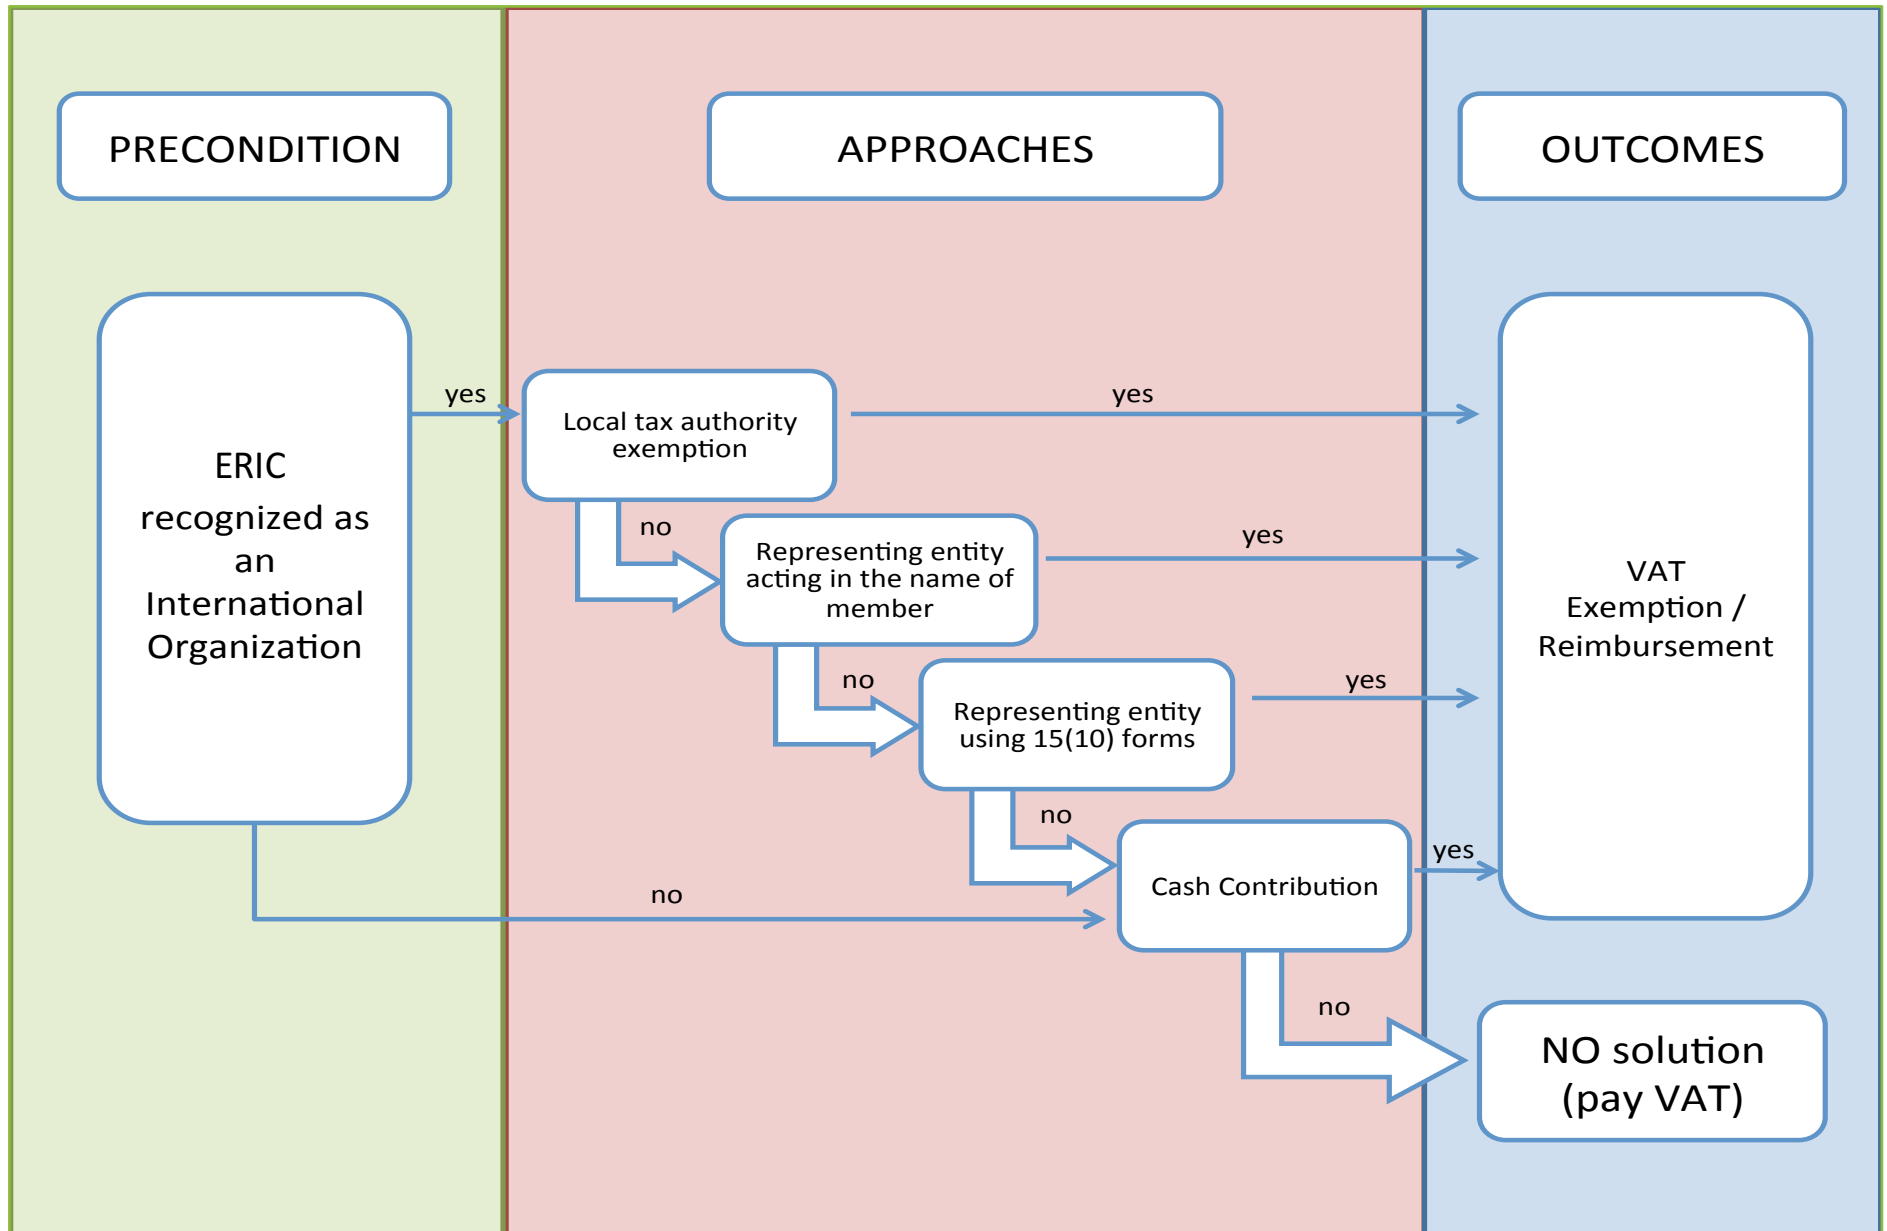 PRECONDITION
APPROACHES
OUTCOMES
ERIC
recognized as
an
International
Organization
yes
Local tax authority
exemption
yes
no
Representing entity
acting in the name of
member
yes
no
Representing entity
using 15(10) forms
yes
no
Cash Contribution
yes
no
no
VAT
Exemption /
Reimbursement
NO solution
(pay VAT)